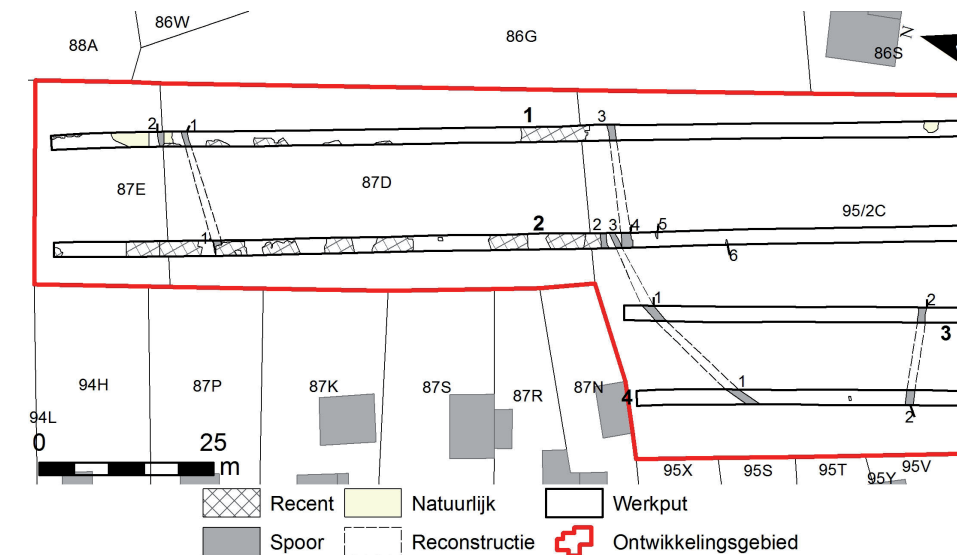 86W
88A
86G
N
86S
1
2 1
3
87E
87D
95/2C
1
2
2 3 4 5
6
1
2
3
94H
87P
87K
87S
87R
87N
1
4
2
94L
0 25
m
95X 95S 95T 95Y 95V
Recent Natuurlijk Werkput
Spoor Reconstructie Ontwikkelingsgebied